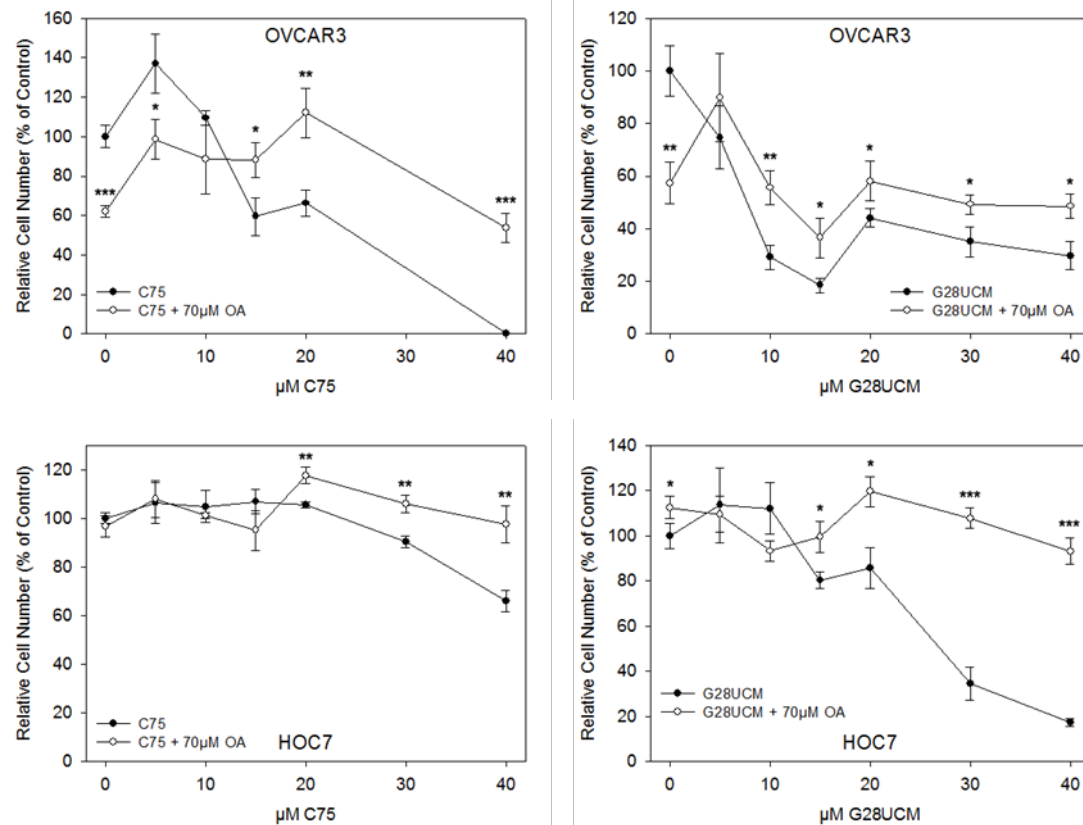 OVCAR3
Relative Cell Number (% of Control)
160
140
120
100
80
60
40
20
0
***
*
*
**
***
C75
C75 + 70µM OA
0 10 20 30 40
µM C75
OVCAR3
Relative Cell Number (% of Control)
120
100
80
60
40
20
0
**
**
*
*
*
*
G28UCM
G28UCM + 70µM OA
0 10 20 30 40
µM G28UCM
Relative Cell Number (% of Control)
120
100
80
60
40
20
0
**
**
**
C75
C75 + 70µM OA
HOC7
0 10 20 30 40
µM C75
Relative Cell Number (% of Control)
140
120
100
80
60
40
20
0
*
*
*
***
***
G28UCM
G28UCM + 70µM OA
HOC7
0 10 20 30 40
µM G28UCM